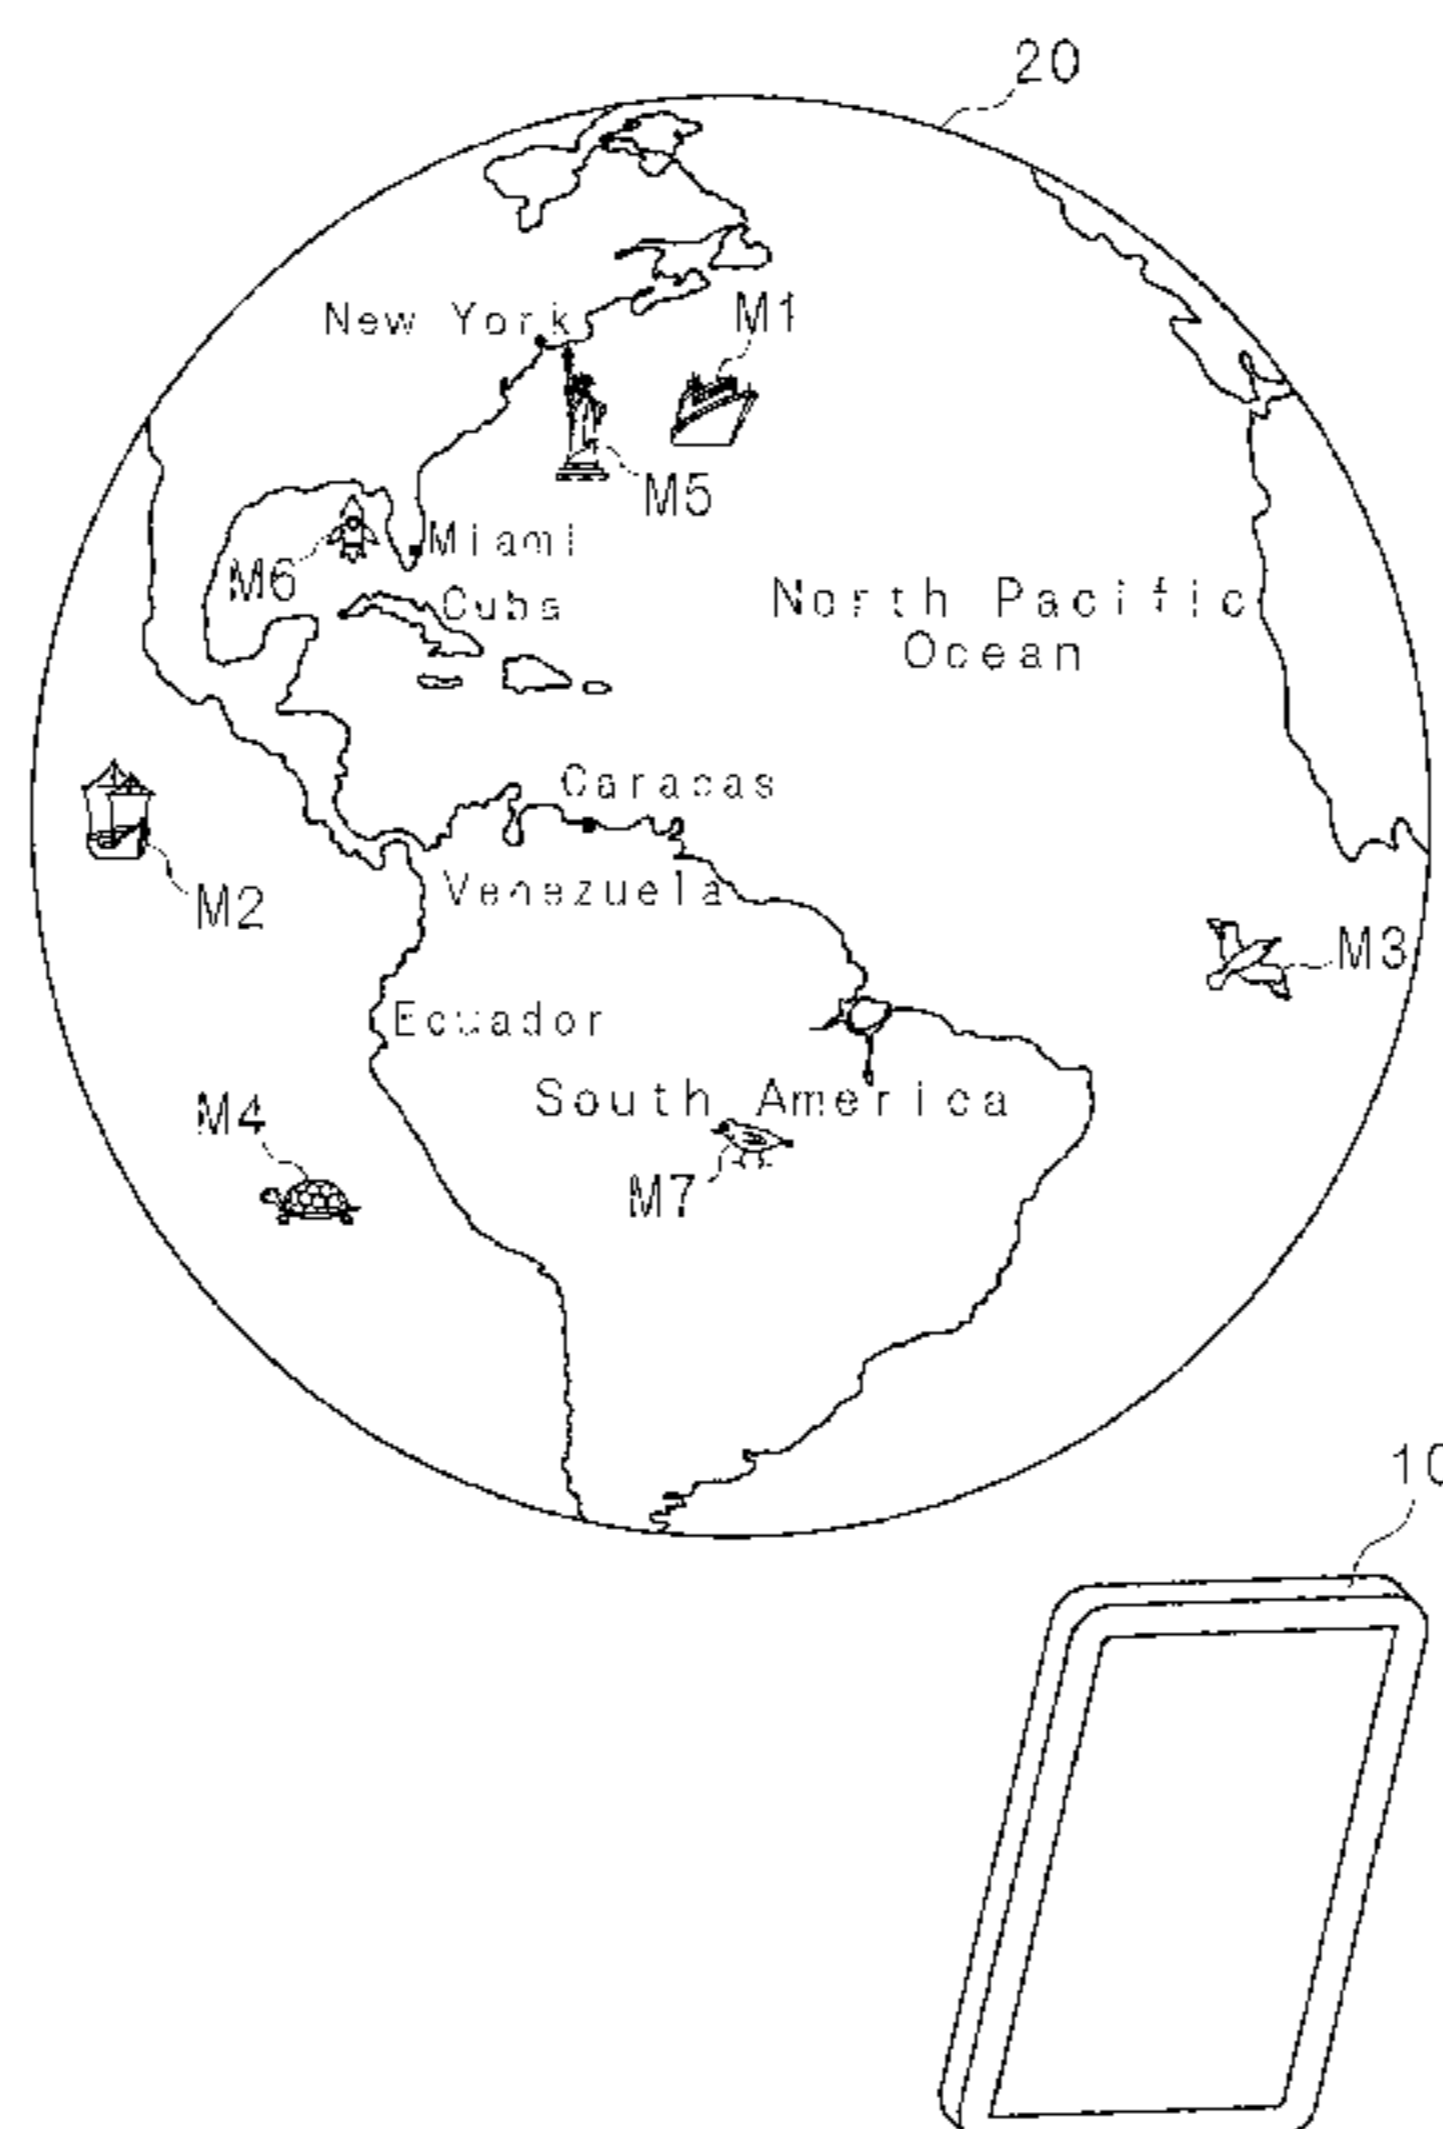 20
New York
M1
M5
Miami
M6
Cuba
North Pacific
Ocean
Caracas
Venezuela
M2
M3
Ecuador
South America
M4
M7
10